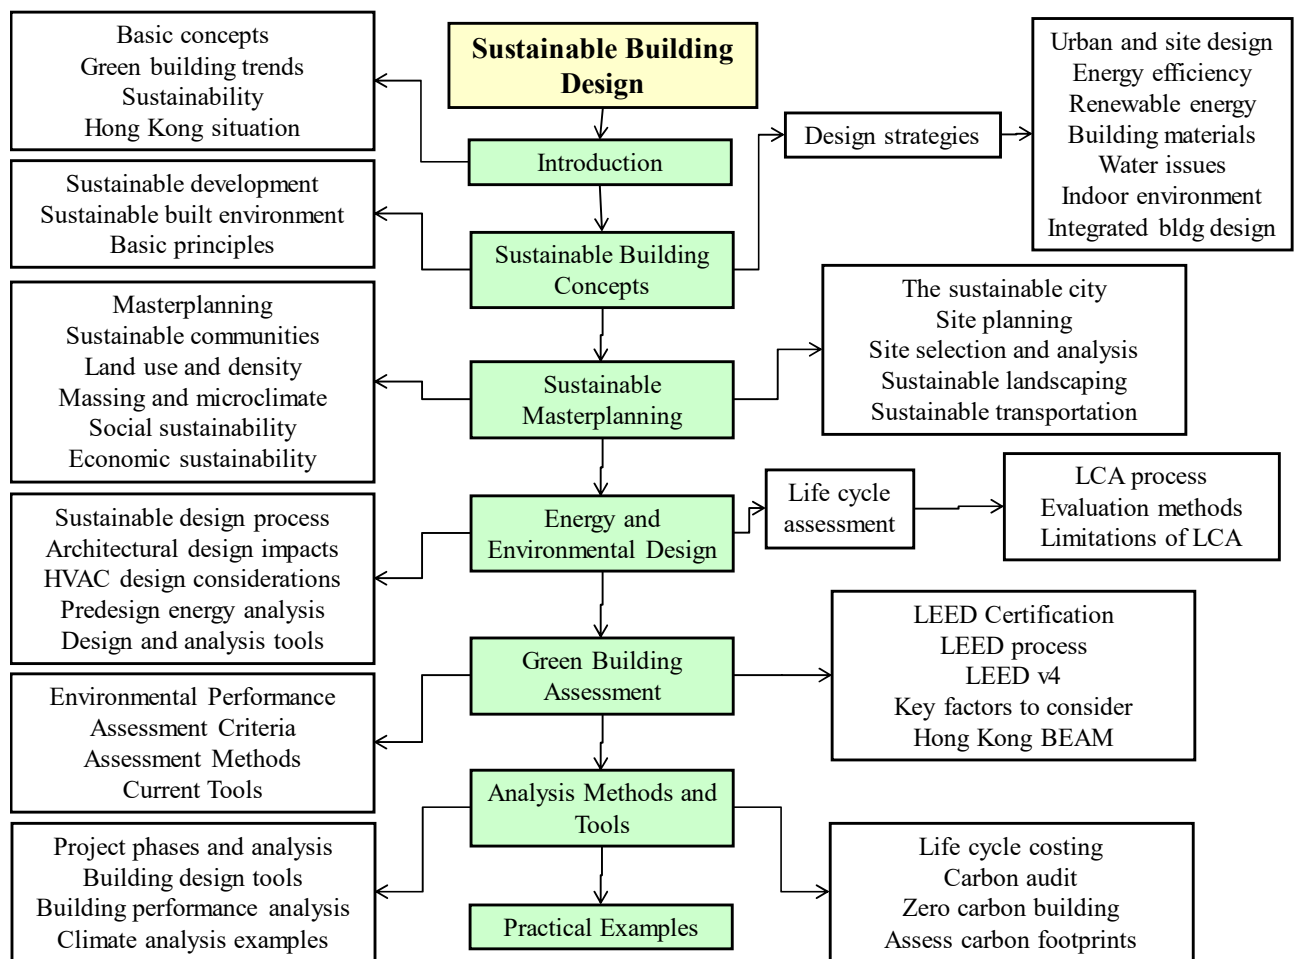 Sustainable Building
Design
Introduction
Basic concepts
Green building trends
Sustainability
Hong Kong situation
Sustainable Building
Concepts
Sustainable development
Sustainable built environment
Basic principles
Design strategies
Urban and site design
Energy efficiency
Renewable energy
Building materials
Water issues
Indoor environment
Integrated bldg design
Sustainable
Masterplanning
Masterplanning
Sustainable communities
Land use and density
Massing and microclimate
Social sustainability
Economic sustainability
The sustainable city
Site planning
Site selection and analysis
Sustainable landscaping
Sustainable transportation
Energy and
Environmental Design
Sustainable design process
Architectural design impacts
HVAC design considerations
Predesign energy analysis
Design and analysis tools
Life cycle
assessment
LCA process
Evaluation methods
Limitations of LCA
Green Building
Assessment
Environmental Performance
Assessment Criteria
Assessment Methods
Current Tools
LEED Certification
LEED process
LEED v4
Key factors to consider
Hong Kong BEAM
Analysis Methods and
Tools
Project phases and analysis
Building design tools
Building performance analysis
Climate analysis examples
Life cycle costing
Carbon audit
Zero carbon building
Assess carbon footprints
Practical Examples